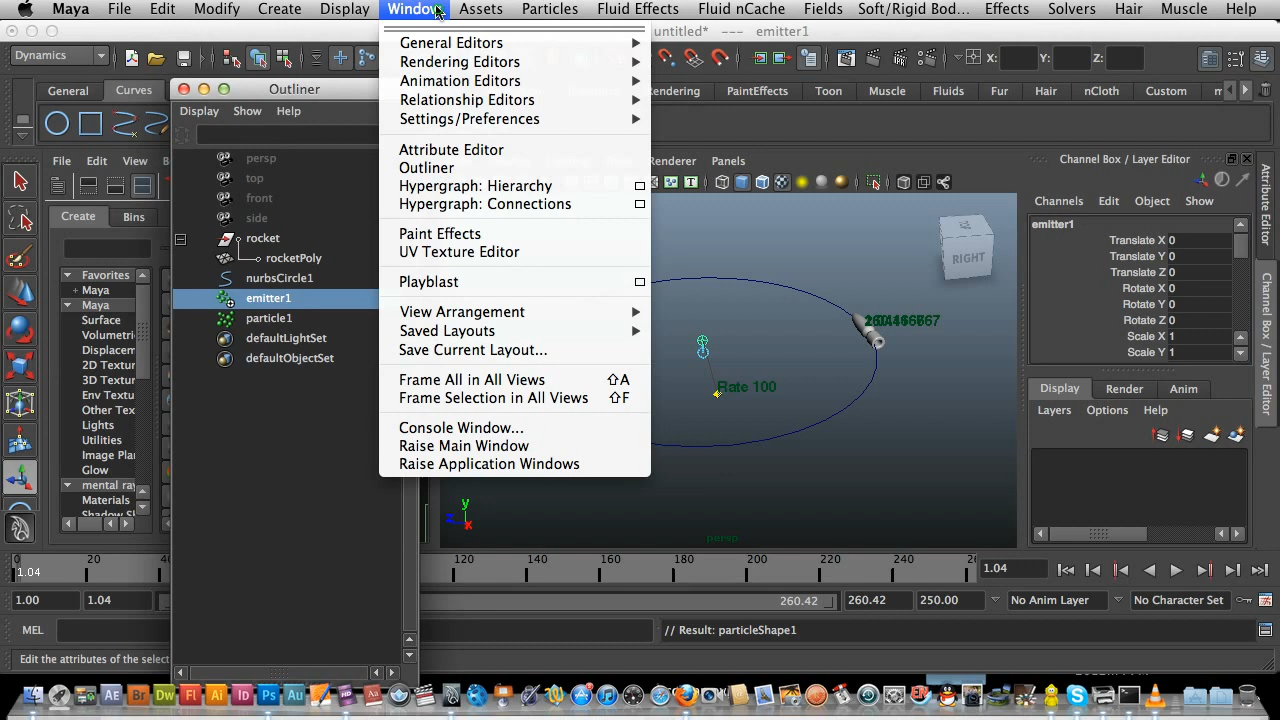 Maya File Edit Modify Create Display Window Assets Particles Fluid Effects Fluid nCache Fields Soft/Rigid Bod... Effects Solvers Hair Muscle Help
untitled* --- emitter1
Dynamics
X: Y: Z:
General Curves
Rendering PaintEffects Toon Muscle Fluids Fur Hair nCloth Custom
Outliner
Display Show Help
persp
top
front
side
rocket
rocketPoly
nurbsCircle1
emitter1
particle1
defaultLightSet
defaultObjectSet
General Editors
Rendering Editors
Animation Editors
Relationship Editors
Settings/Preferences
Attribute Editor
Outliner
Hypergraph: Hierarchy
Hypergraph: Connections
Paint Effects
UV Texture Editor
Playblast
View Arrangement
Saved Layouts
Save Current Layout...
Frame All in All Views ⇧A
Frame Selection in All Views ⇧F
Console Window...
Raise Main Window
Raise Application Windows
File Edit View
Create Bins
Favorites
Maya
Maya
Surface
Volumetri
Displacem
2D Textur
3D Textur
Env Textur
Other Tex
Lights
Utilities
Image Plan
Glow
mental ray
Materials
Renderer Panels
RIGHT
Rate 100
y
z x
persp
Channel Box / Layer Editor
Channels Edit Object Show
emitter1
Translate X 0
Translate Y 0
Translate Z 0
Rotate X 0
Rotate Y 0
Rotate Z 0
Scale X 1
Scale Y 1
Display Render Anim
Layers Options Help
Attribute Editor
Channel Box / Layer Editor
0 20 120 140 160 180 200 220 240 26
1.04
1.04
1.00 1.04 260.42 260.42 250.00 No Anim Layer No Character Set
MEL // Result: particleShape1
Edit the attributes of the select